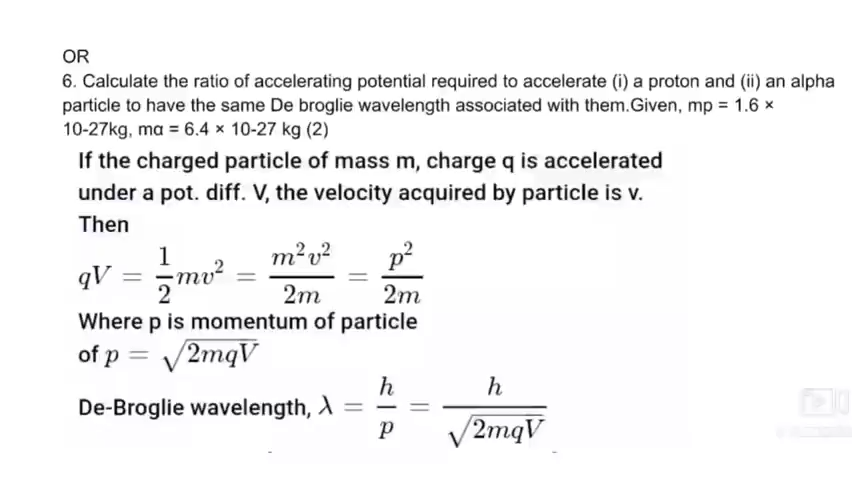 OR
6. Calculate the ratio of accelerating potential required to accelerate (i) a proton and (ii) an alpha
particle to have the same De broglie wavelength associated with them.Given, mp = 1.6 ×
10-27kg, mα = 6.4 × 10-27 kg (2)
If the charged particle of mass m, charge q is accelerated
under a pot. diff. V, the velocity acquired by particle is v.
Then
qV = 1/2 mv² = m²v²/2m = p²/2m
Where p is momentum of particle
of p = √2mqV
De-Broglie wavelength, λ = h/p = h/√2mqV